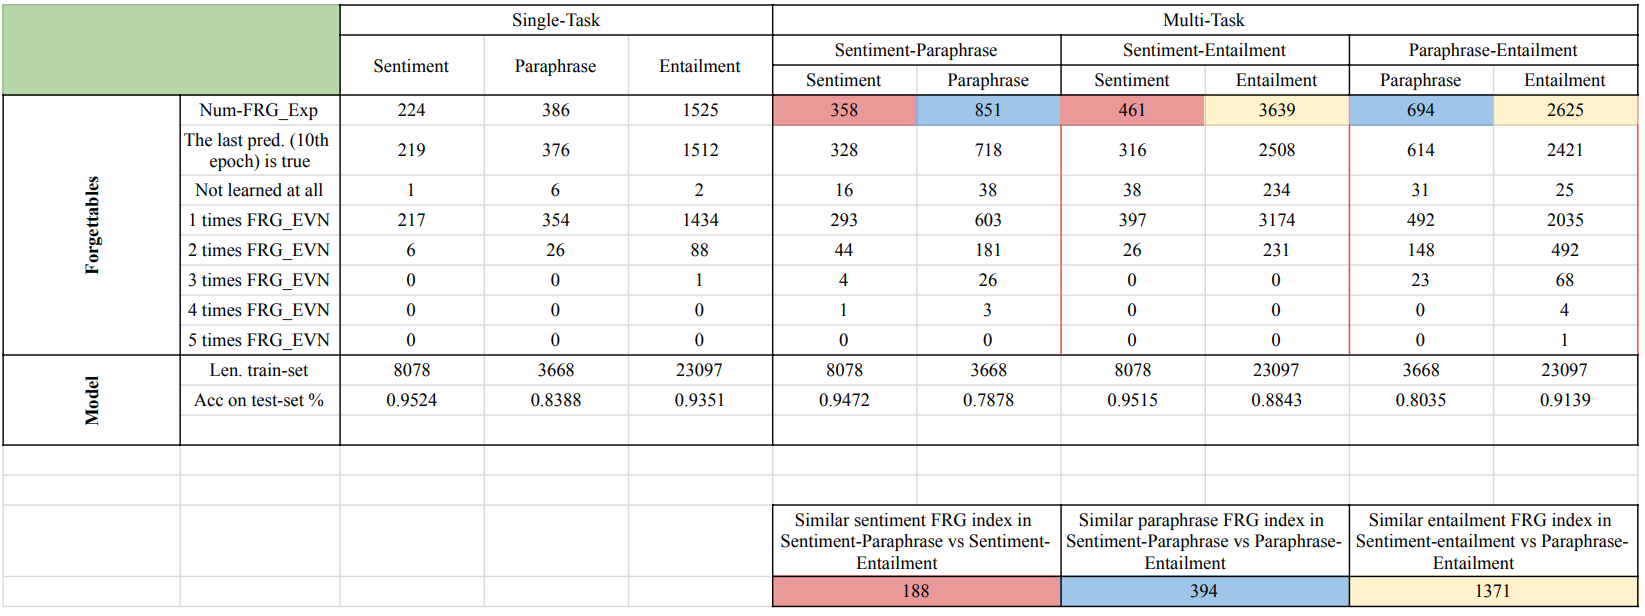 Single-Task Multi-Task
Sentiment Paraphrase Entailment Sentiment-Paraphrase Sentiment-Entailment Paraphrase-Entailment
Sentiment Paraphrase Sentiment Entailment Paraphrase Entailment
Forgettables
Num-FRG_Exp 224 386 1525 358 851 461 3639 694 2625
The last pred. (10th
epoch) is true 219 376 1512 328 718 316 2508 614 2421
Not learned at all 1 6 2 16 38 38 234 31 25
1 times FRG_EVN 217 354 1434 293 603 397 3174 492 2035
2 times FRG_EVN 6 26 88 44 181 26 231 148 492
3 times FRG_EVN 0 0 1 4 26 0 0 23 68
4 times FRG_EVN 0 0 0 1 3 0 0 0 4
5 times FRG_EVN 0 0 0 0 0 0 0 0 1
Model
Len. train-set 8078 3668 23097 8078 3668 8078 23097 3668 23097
Acc on test-set % 0.9524 0.8388 0.9351 0.9472 0.7878 0.9515 0.8843 0.8035 0.9139
Similar sentiment FRG index in
Sentiment-Paraphrase vs Sentiment-
Entailment
Similar paraphrase FRG index in
Sentiment-Paraphrase vs Paraphrase-
Entailment
Similar entailment FRG index in
Sentiment-entailment vs Paraphrase-
Entailment
188 394 1371